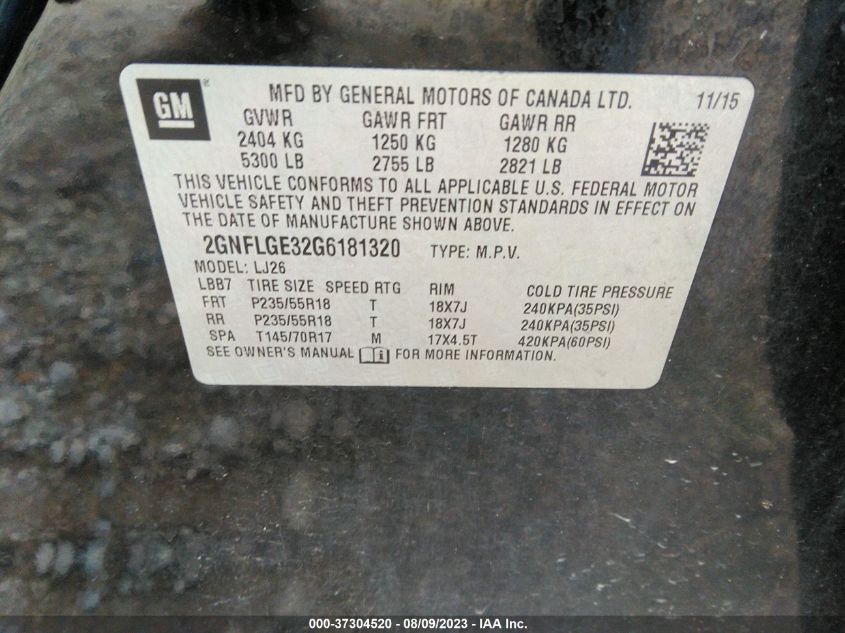 GM
MFD BY GENERAL MOTORS OF CANADA LTD. 11/15
GVWR GAWR FRT GAWR RR
2404 KG 1250 KG 1280 KG
5300 LB 2755 LB 2821 LB
THIS VEHICLE CONFORMS TO ALL APPLICABLE U.S. FEDERAL MOTOR
VEHICLE SAFETY AND THEFT PREVENTION STANDARDS IN EFFECT ON
THE DATE OF MANUFACTURE SHOWN ABOVE.
2GNFLGE32G6181320 TYPE: M.P.V.
MODEL: LJ26
LBB7 TIRE SIZE SPEED RTG RIM COLD TIRE PRESSURE
FRT P235/55R18 T 18X7J 240KPA(35PSI)
RR P235/55R18 T 18X7J 240KPA(35PSI)
SPA T145/70R17 M 17X4.5T 420KPA(60PSI)
SEE OWNER'S MANUAL FOR MORE INFORMATION.
000-37304520 - 08/09/2023 - IAA Inc.